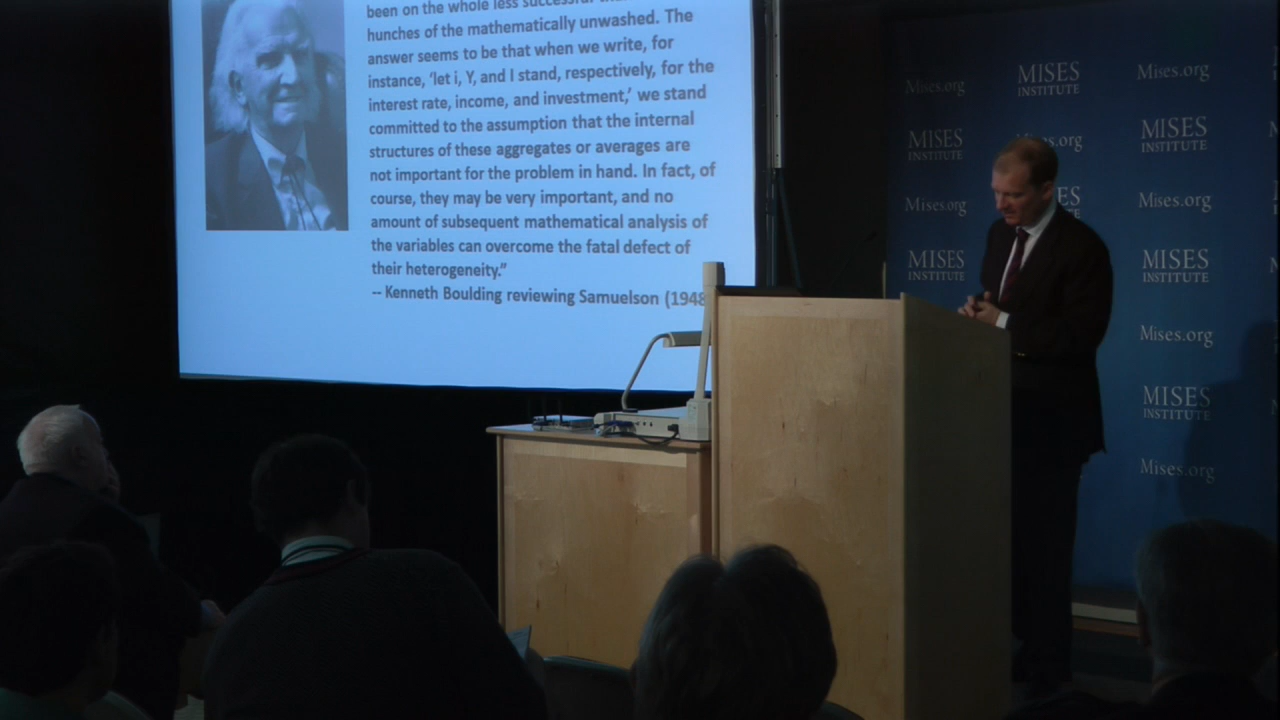 been on the whole less successful
hunches of the mathematically unwashed. The
answer seems to be that when we write, for
instance, ‘let i, Y, and I stand, respectively, for the
interest rate, income, and investment,’ we stand
committed to the assumption that the internal
structures of these aggregates or averages are
not important for the problem in hand. In fact, of
course, they may be very important, and no
amount of subsequent mathematical analysis of
the variables can overcome the fatal defect of
their heterogeneity.”
-- Kenneth Boulding reviewing Samuelson (1948
Mises.org MISES INSTITUTE Mises.org
MISES INSTITUTE Mises.org MISES INSTITUTE
Mises.org Mises.org
MISES INSTITUTE MISES INSTITUTE
Mises.org
MISES INSTITUTE
Mises.org